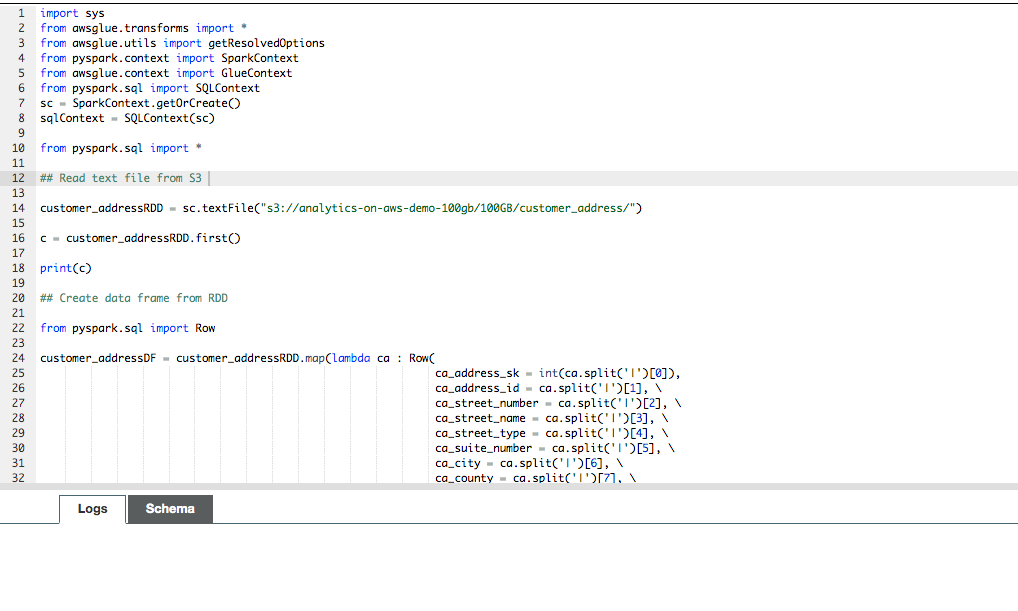 1 import sys
2 from awsglue.transforms import *
3 from awsglue.utils import getResolvedOptions
4 from pyspark.context import SparkContext
5 from awsglue.context import GlueContext
6 from pyspark.sql import SQLContext
7 sc = SparkContext.getOrCreate()
8 sqlContext = SQLContext(sc)
9
10 from pyspark.sql import *
11
12 ## Read text file from S3
13
14 customer_addressRDD = sc.textFile("s3://analytics-on-aws-demo-100gb/100GB/customer_address/")
15
16 c = customer_addressRDD.first()
17
18 print(c)
19
20 ## Create data frame from RDD
21
22 from pyspark.sql import Row
23
24 customer_addressDF = customer_addressRDD.map(lambda ca : Row(
25 ca_address_sk = int(ca.split('|')[0]),
26 ca_address_id = ca.split('|')[1], \
27 ca_street_number = ca.split('|')[2], \
28 ca_street_name = ca.split('|')[3], \
29 ca_street_type = ca.split('|')[4], \
30 ca_suite_number = ca.split('|')[5], \
31 ca_city = ca.split('|')[6], \
32 ca_county = ca.split('|')[7], \
Logs Schema